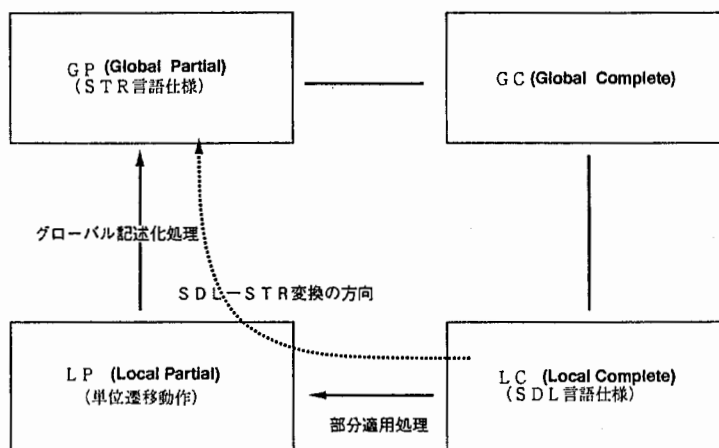 ＧＰ (Global Partial)
（ＳＴＲ言語仕様）
ＧＣ (Global Complete)
グローバル記述化処理
ＳＤＬ－ＳＴＲ変換の方向
ＬＰ (Local Partial)
（単位遷移動作）
ＬＣ (Local Complete)
（ＳＤＬ言語仕様）
部分適用処理